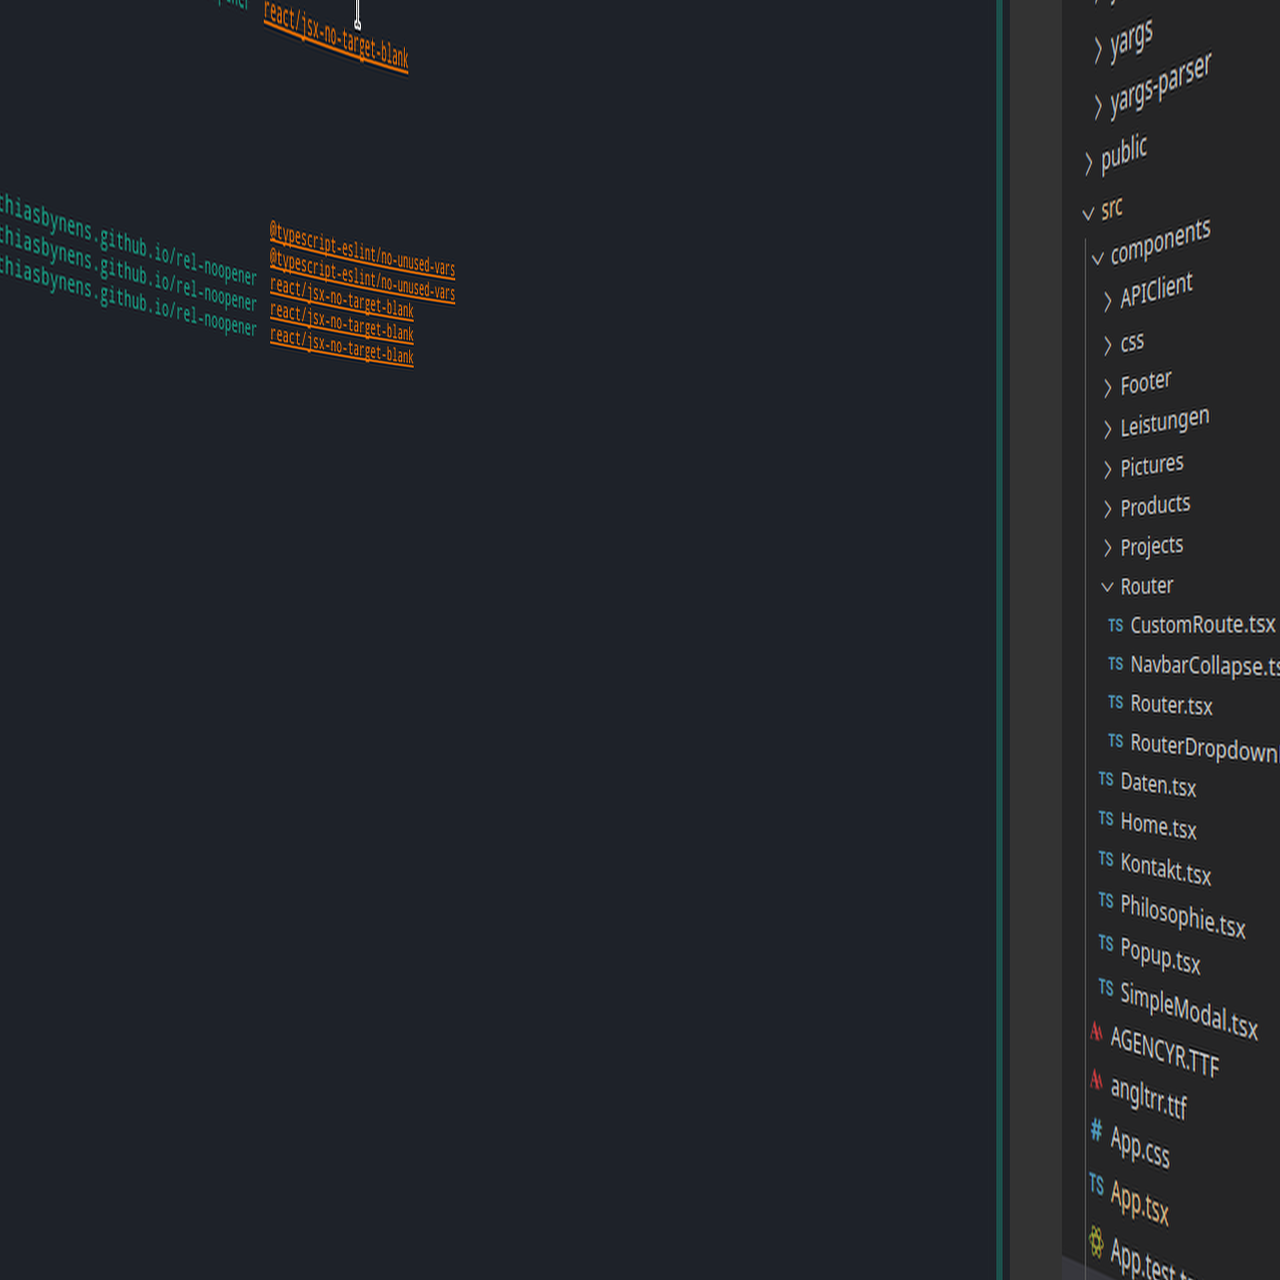 react/jsx-no-target-blank
thiasbynens.github.io/rel-noopener
@typescript-eslint/no-unused-vars
thiasbynens.github.io/rel-noopener
@typescript-eslint/no-unused-vars
thiasbynens.github.io/rel-noopener
react/jsx-no-target-blank
react/jsx-no-target-blank
react/jsx-no-target-blank
yargs
yargs-parser
public
src
components
APIClient
css
Footer
Leistungen
Pictures
Products
Projects
Router
TS CustomRoute.tsx
TS NavbarCollapse.ts
TS Router.tsx
TS RouterDropdown
TS Daten.tsx
TS Home.tsx
TS Kontakt.tsx
TS Philosophie.tsx
TS Popup.tsx
TS SimpleModal.tsx
AGENCYR.TTF
angltrr.ttf
# App.css
TS App.tsx
App.test.ts